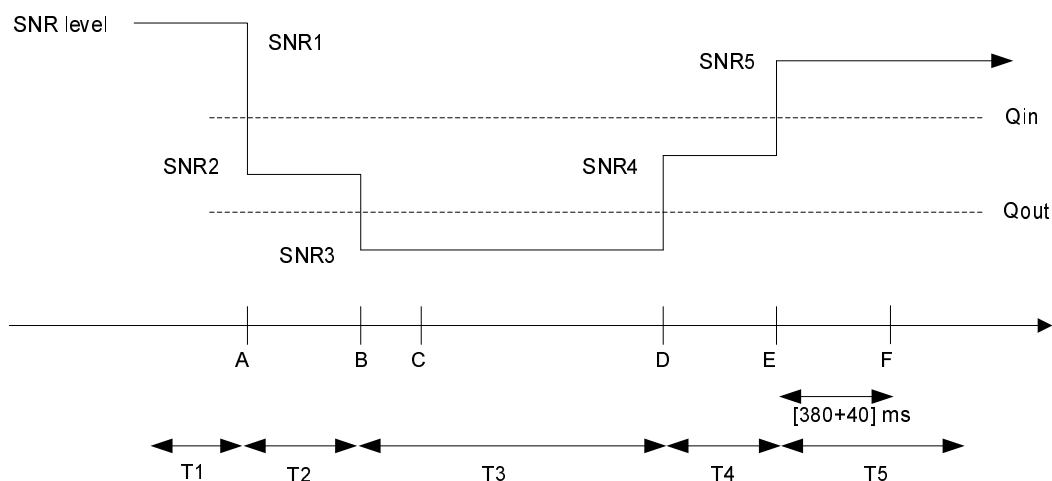 SNR level
SNR1
SNR5
Qin
SNR2
SNR4
Qout
SNR3
A B C D E F
[380+40] ms
T1 T2 T3 T4 T5